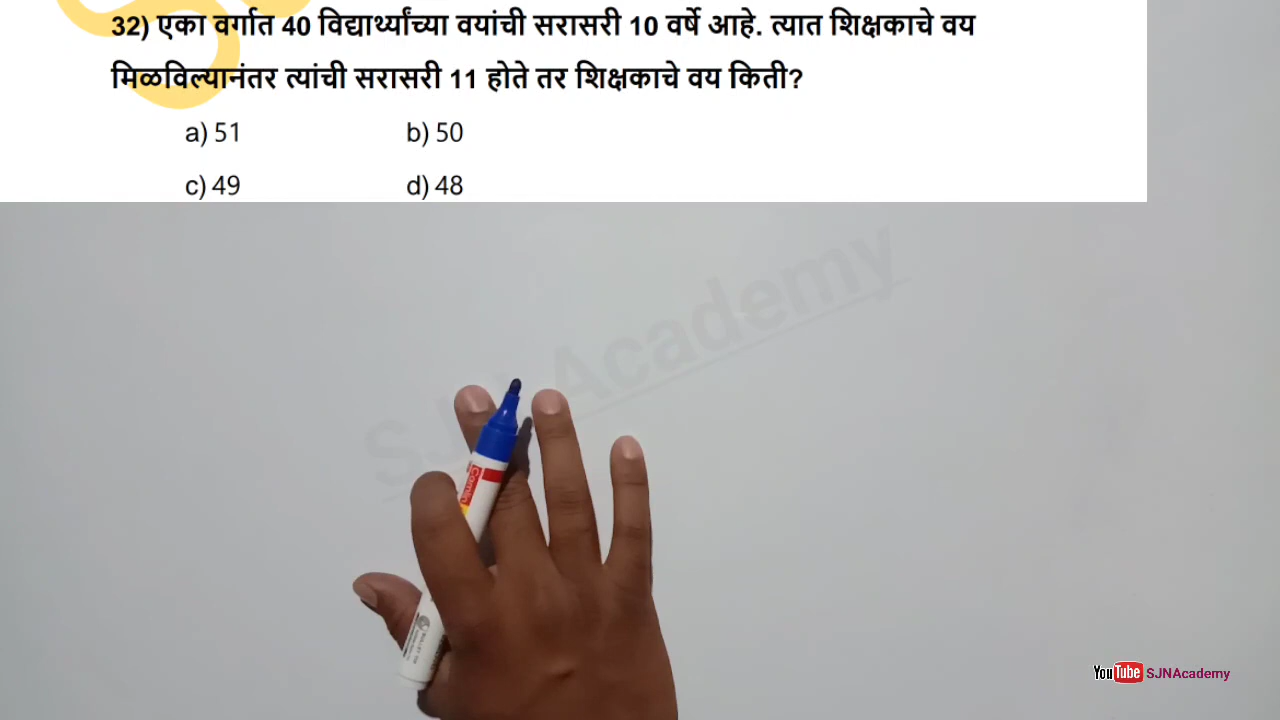 32) एका वर्गात 40 विद्यार्थ्यांच्या वयांची सरासरी 10 वर्षे आहे. त्यात शिक्षकाचे वय
मिळविल्यानंतर त्यांची सरासरी 11 होते तर शिक्षकाचे वय किती?
a) 51 b) 50
c) 49 d) 48
SJNAcademy
Camlin
YouTube SJNAcademy